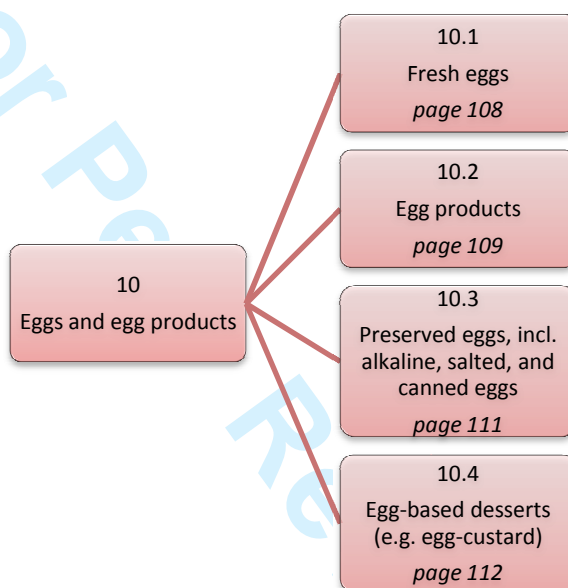 10.1
Fresh eggs
page 108
10.2
Egg products
page 109
10
Eggs and egg products
10.3
Preserved eggs, incl.
alkaline, salted, and
canned eggs
page 111
10.4
Egg-based desserts
(e.g. egg-custard)
page 112